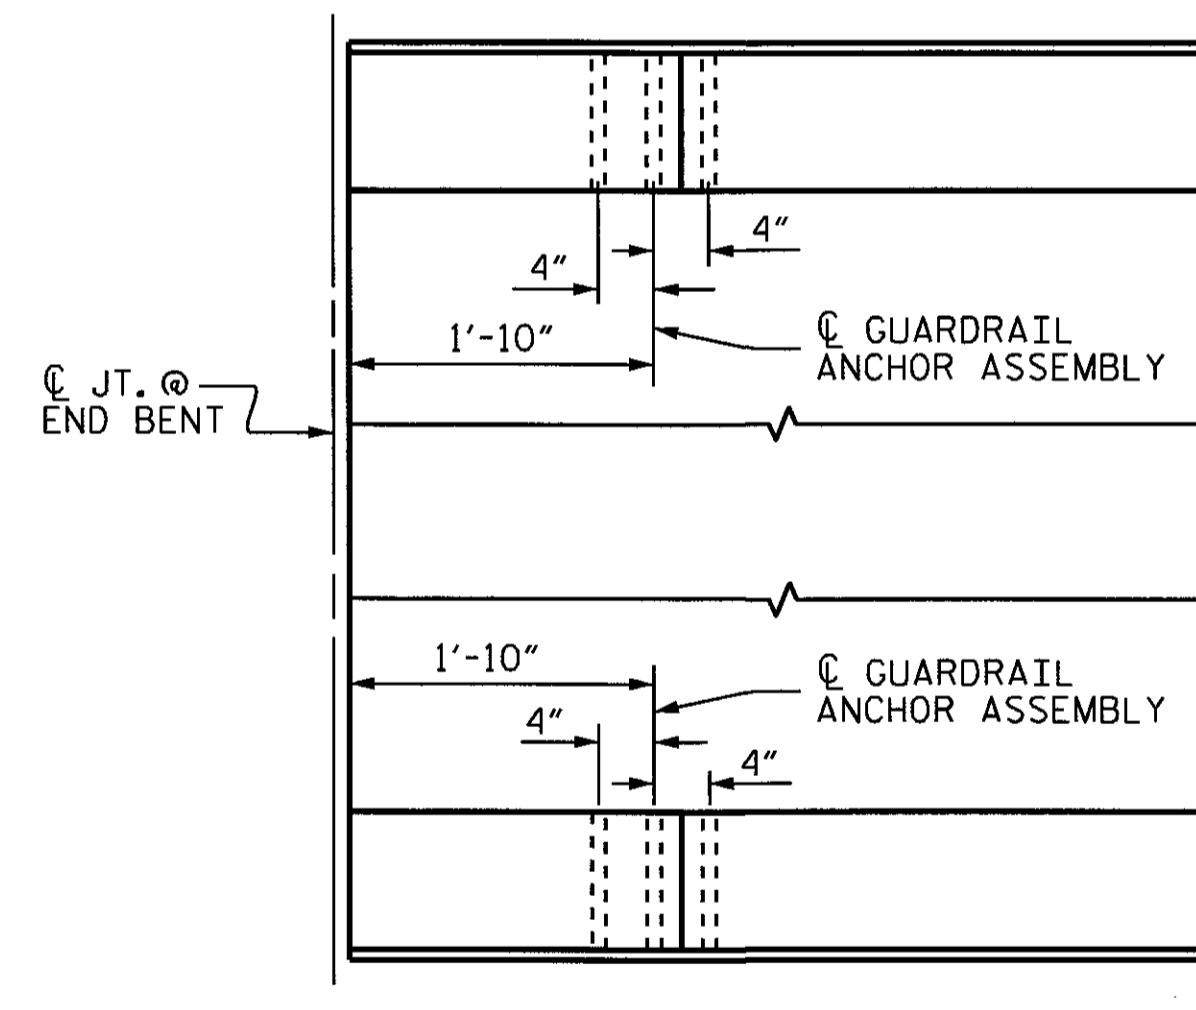 4″
4″
1′-10″
℄ GUARDRAIL
ANCHOR ASSEMBLY
℄ JT. @
END BENT
1′-10″
℄ GUARDRAIL
ANCHOR ASSEMBLY
4″
4″